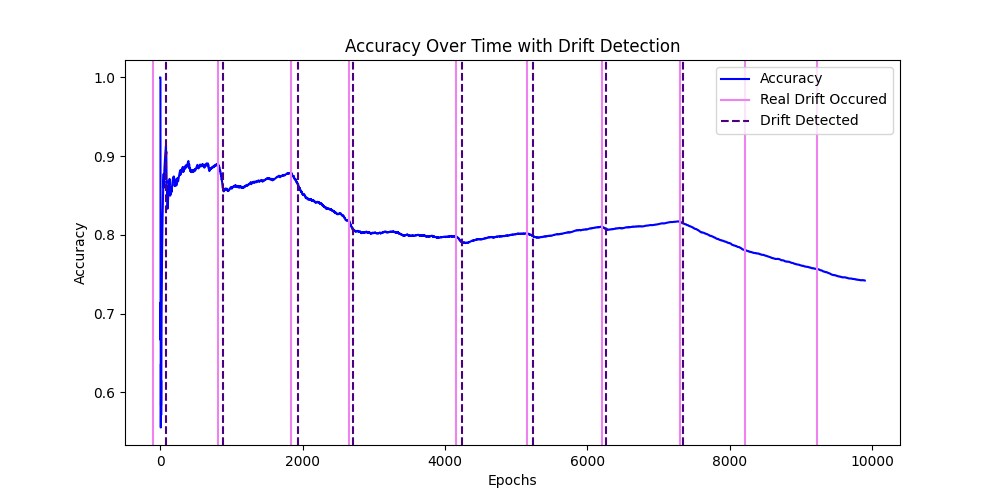 Accuracy Over Time with Drift Detection
Accuracy
Real Drift Occured
Drift Detected
1.0
0.9
0.8
0.7
0.6
Accuracy
0 2000 4000 6000 8000 10000
Epochs